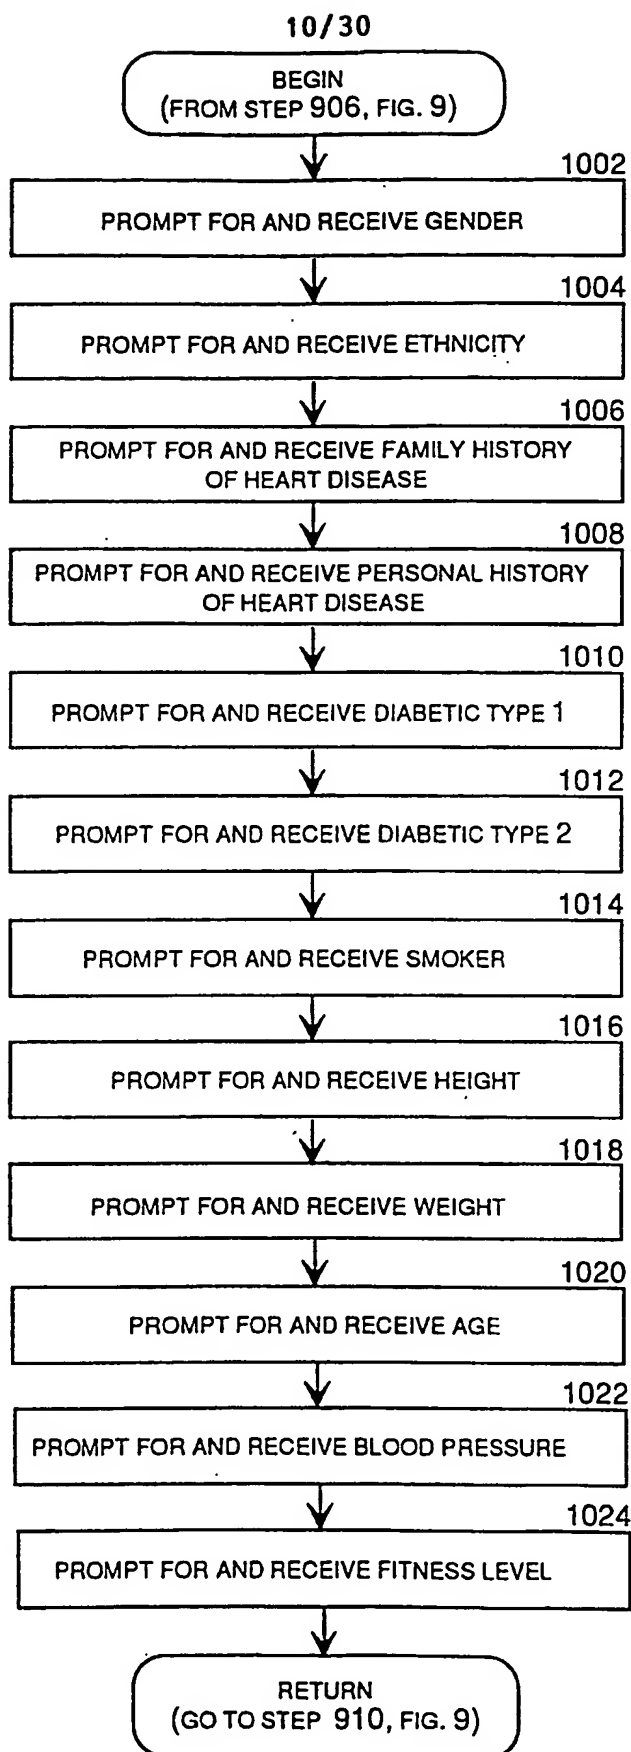 10/30
BEGIN
(FROM STEP 906, FIG. 9)
1002
PROMPT FOR AND RECEIVE GENDER
1004
PROMPT FOR AND RECEIVE ETHNICITY
1006
PROMPT FOR AND RECEIVE FAMILY HISTORY
OF HEART DISEASE
1008
PROMPT FOR AND RECEIVE PERSONAL HISTORY
OF HEART DISEASE
1010
PROMPT FOR AND RECEIVE DIABETIC TYPE 1
1012
PROMPT FOR AND RECEIVE DIABETIC TYPE 2
1014
PROMPT FOR AND RECEIVE SMOKER
1016
PROMPT FOR AND RECEIVE HEIGHT
1018
PROMPT FOR AND RECEIVE WEIGHT
1020
PROMPT FOR AND RECEIVE AGE
1022
PROMPT FOR AND RECEIVE BLOOD PRESSURE
1024
PROMPT FOR AND RECEIVE FITNESS LEVEL
RETURN
(GO TO STEP 910, FIG. 9)